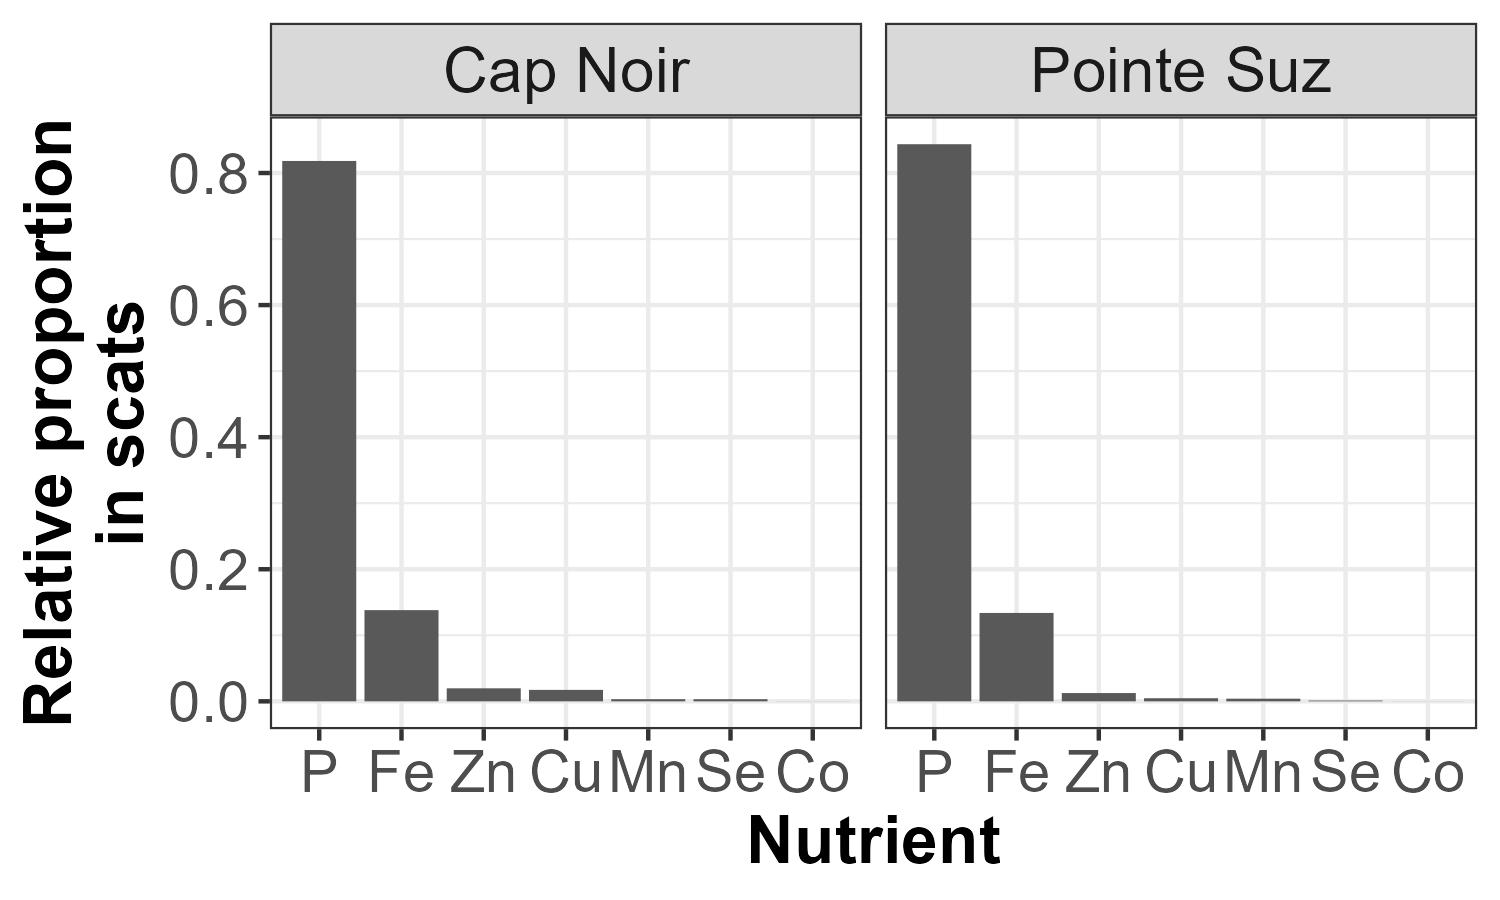 Cap Noir
Pointe Suz
Relative proportion
in scats
0.8
0.6
0.4
0.2
0.0
P Fe Zn Cu Mn Se Co
P Fe Zn Cu Mn Se Co
Nutrient